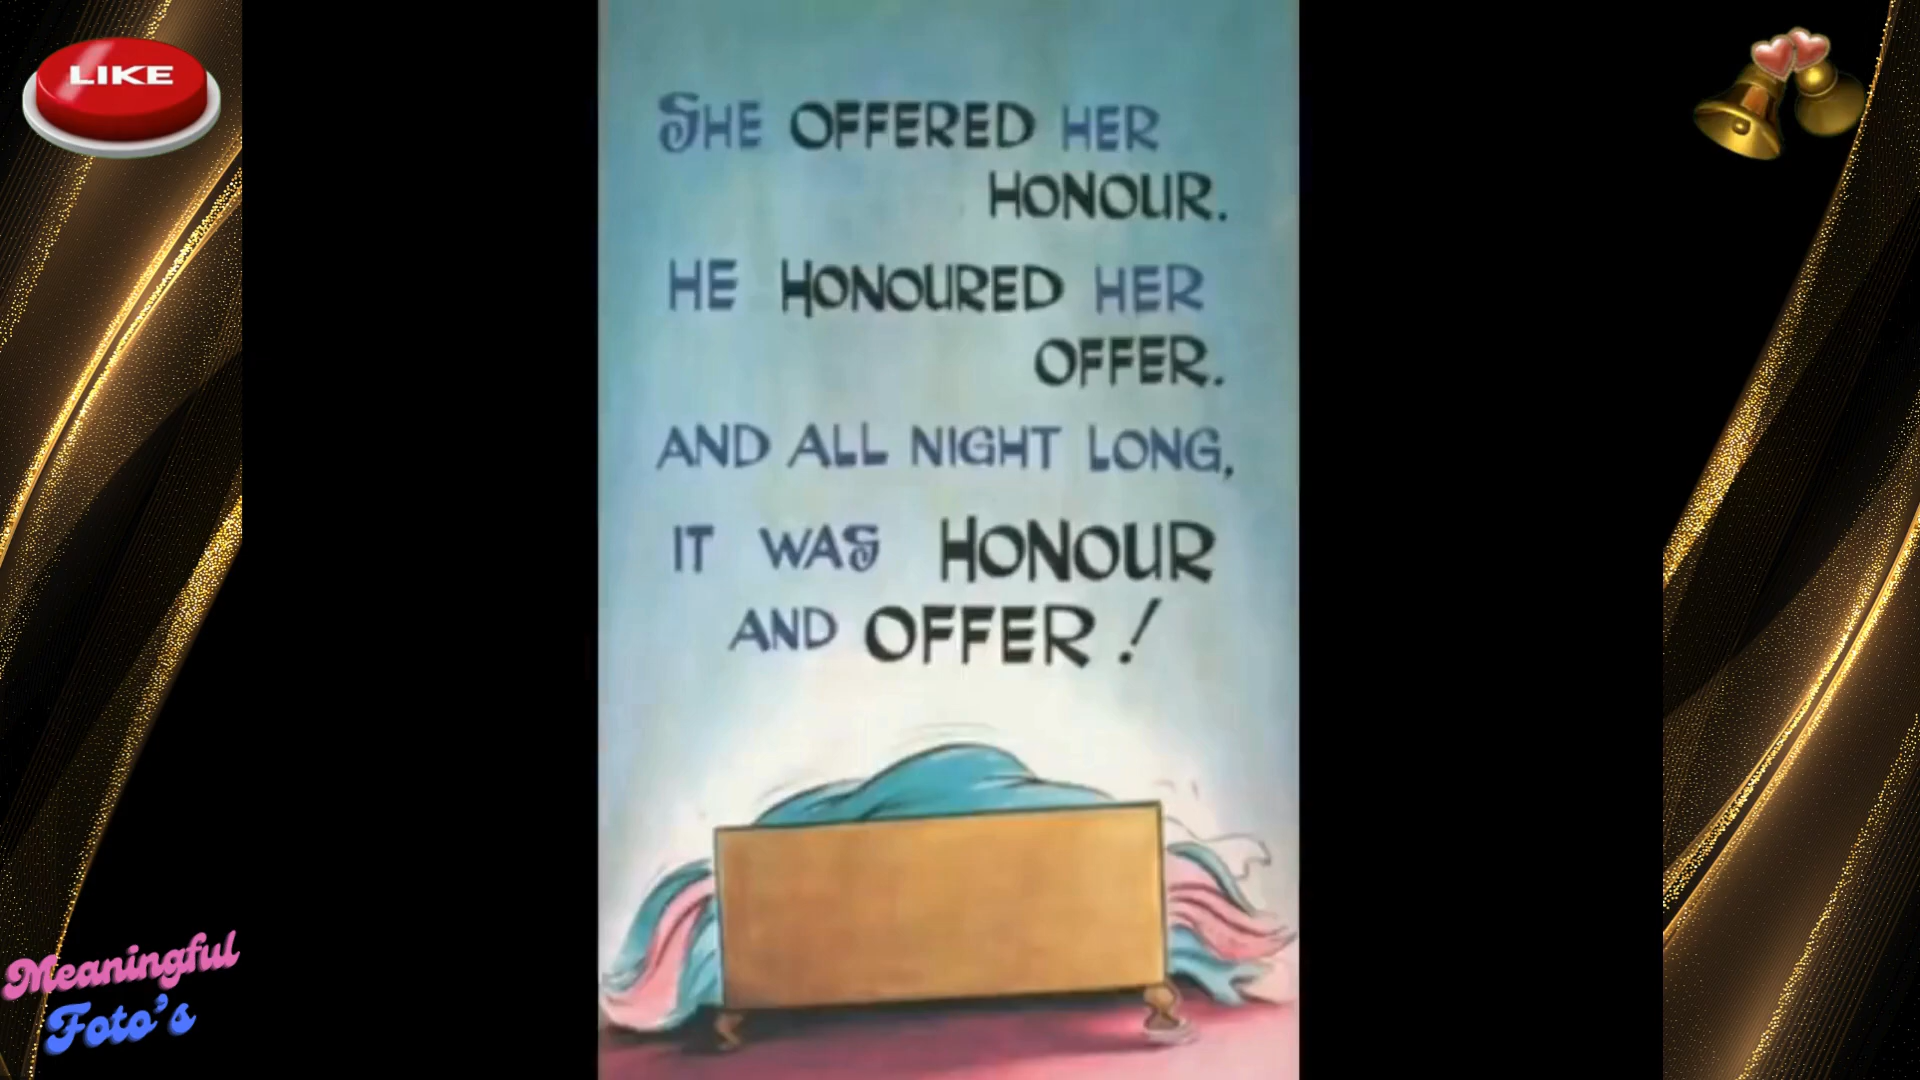 LIKE
SHE OFFERED HER
HONOUR.
HE HONOURED HER
OFFER.
AND ALL NIGHT LONG,
IT WAS HONOUR
AND OFFER!
Meaningful
Foto's